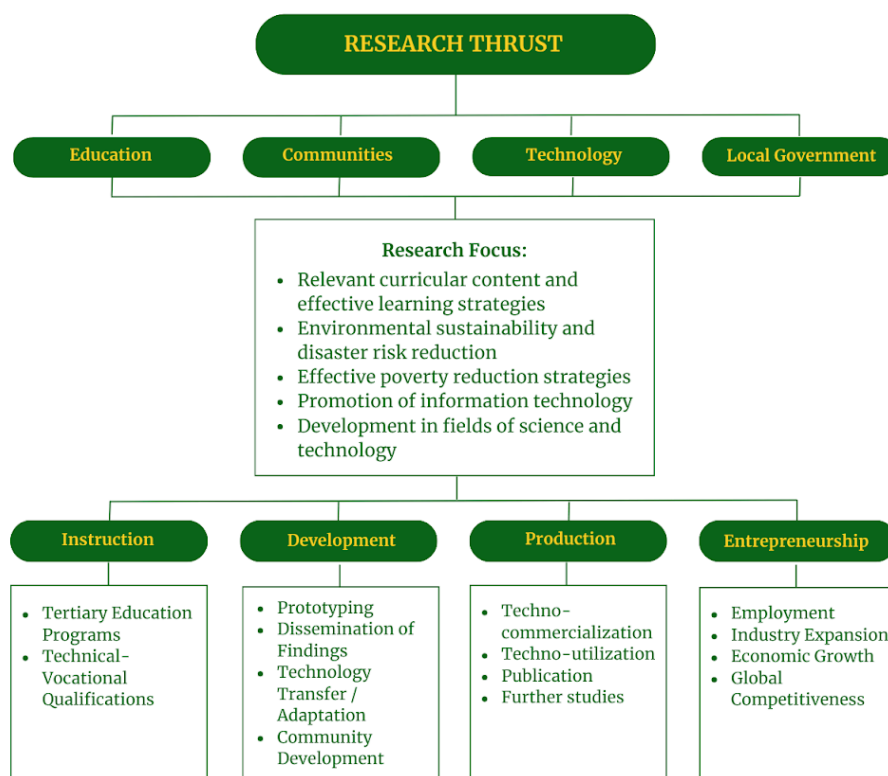 RESEARCH THRUST
Education
Communities
Technology
Local Government
Research Focus:
• Relevant curricular content and
effective learning strategies
• Environmental sustainability and
disaster risk reduction
• Effective poverty reduction strategies
• Promotion of information technology
• Development in fields of science and
technology
Instruction
Development
Production
Entrepreneurship
• Tertiary Education
Programs
• Technical-
Vocational
Qualifications
• Prototyping
• Dissemination of
Findings
• Technology
Transfer /
Adaptation
• Community
Development
• Techno-
commercialization
• Techno-utilization
• Publication
• Further studies
• Employment
• Industry Expansion
• Economic Growth
• Global
Competitiveness